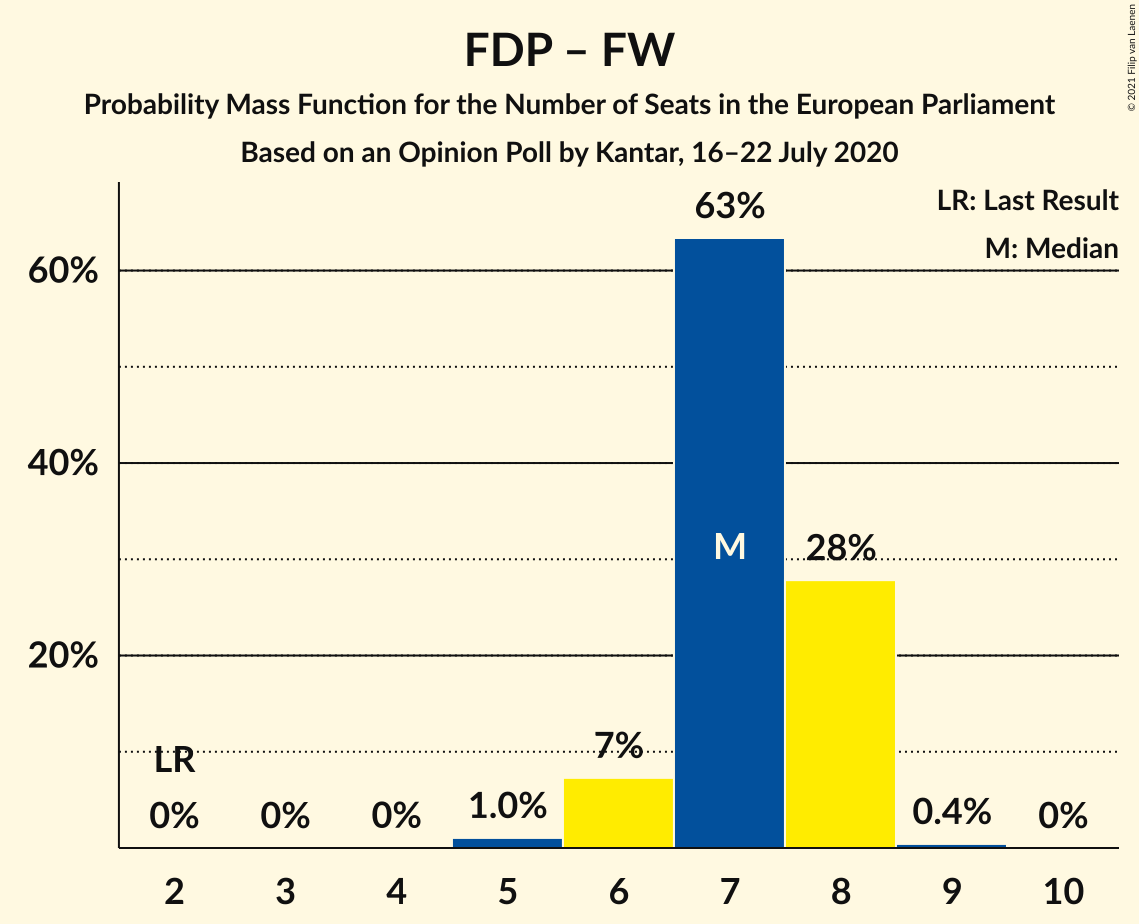 FDP – FW
Probability Mass Function for the Number of Seats in the European Parliament
Based on an Opinion Poll by Kantar, 16–22 July 2020
© 2021 Filip van Laenen
LR: Last Result
M: Median
63%
60%
40%
M
28%
20%
LR
7%
0%
0%
0%
1.0%
0.4%
0%
2
3
4
5
6
7
8
9
10